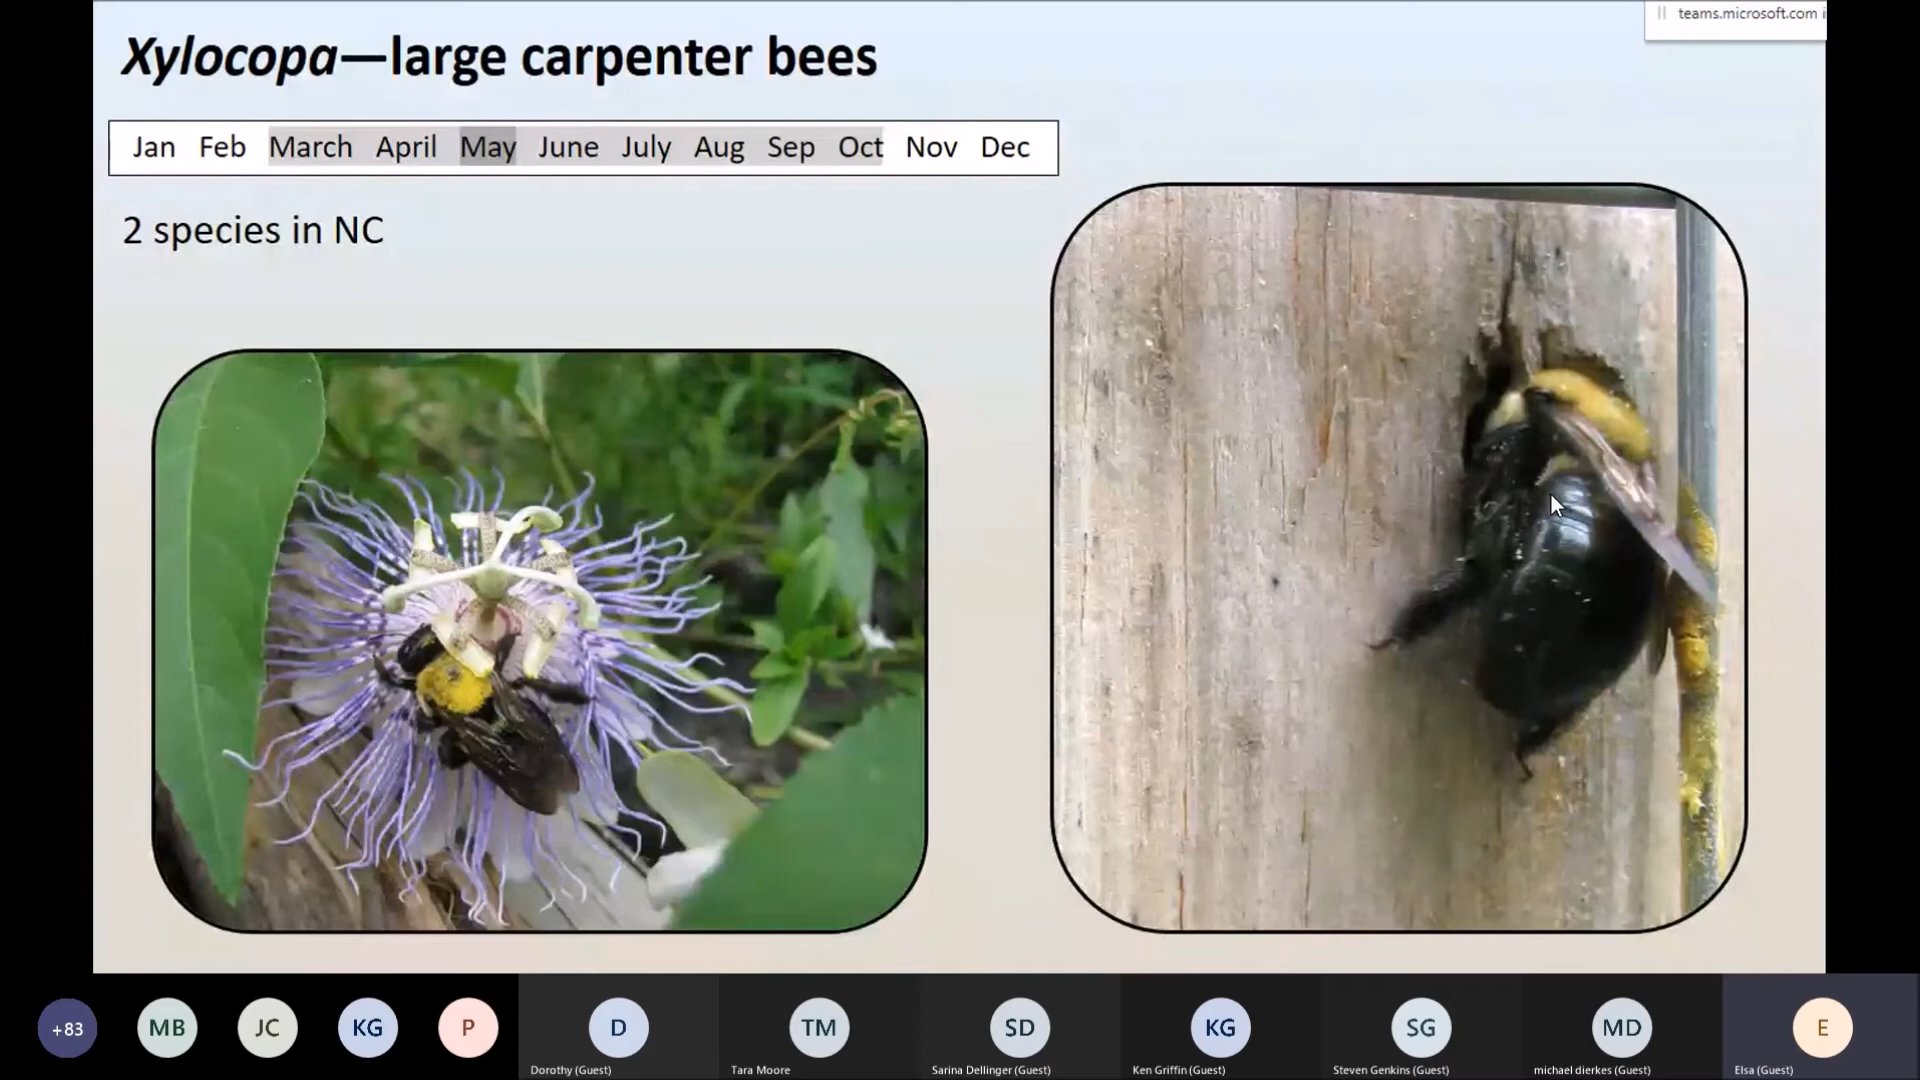 teams.microsoft.com i
Xylocopa—large carpenter bees
Jan Feb March April May June July Aug Sep Oct Nov Dec
2 species in NC
+83 MB JC KG P D TM SD KG SG MD E
Dorothy (Guest) Tara Moore Sarina Dellinger (Guest) Ken Griffin (Guest) Steven Genkins (Guest) michael dierkes (Guest) Elsa (Guest)